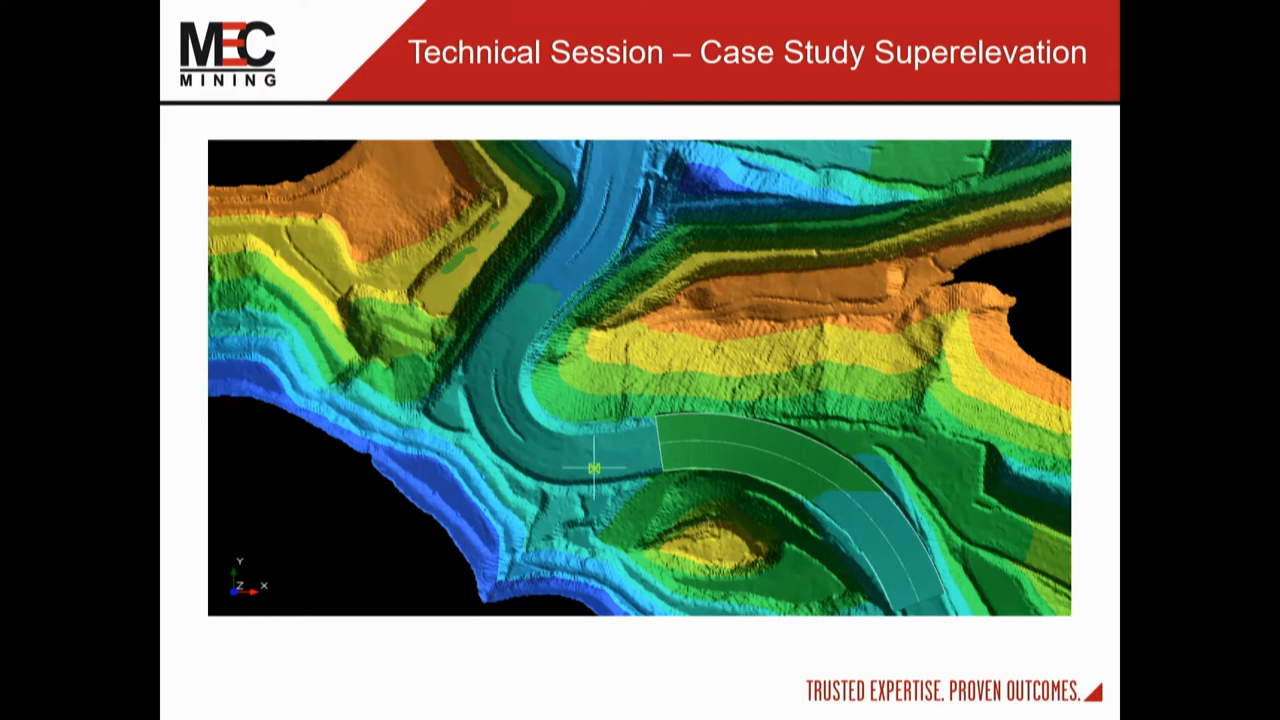 MEC
MINING
Technical Session – Case Study Superelevation
Y
Z X
TRUSTED EXPERTISE. PROVEN OUTCOMES.